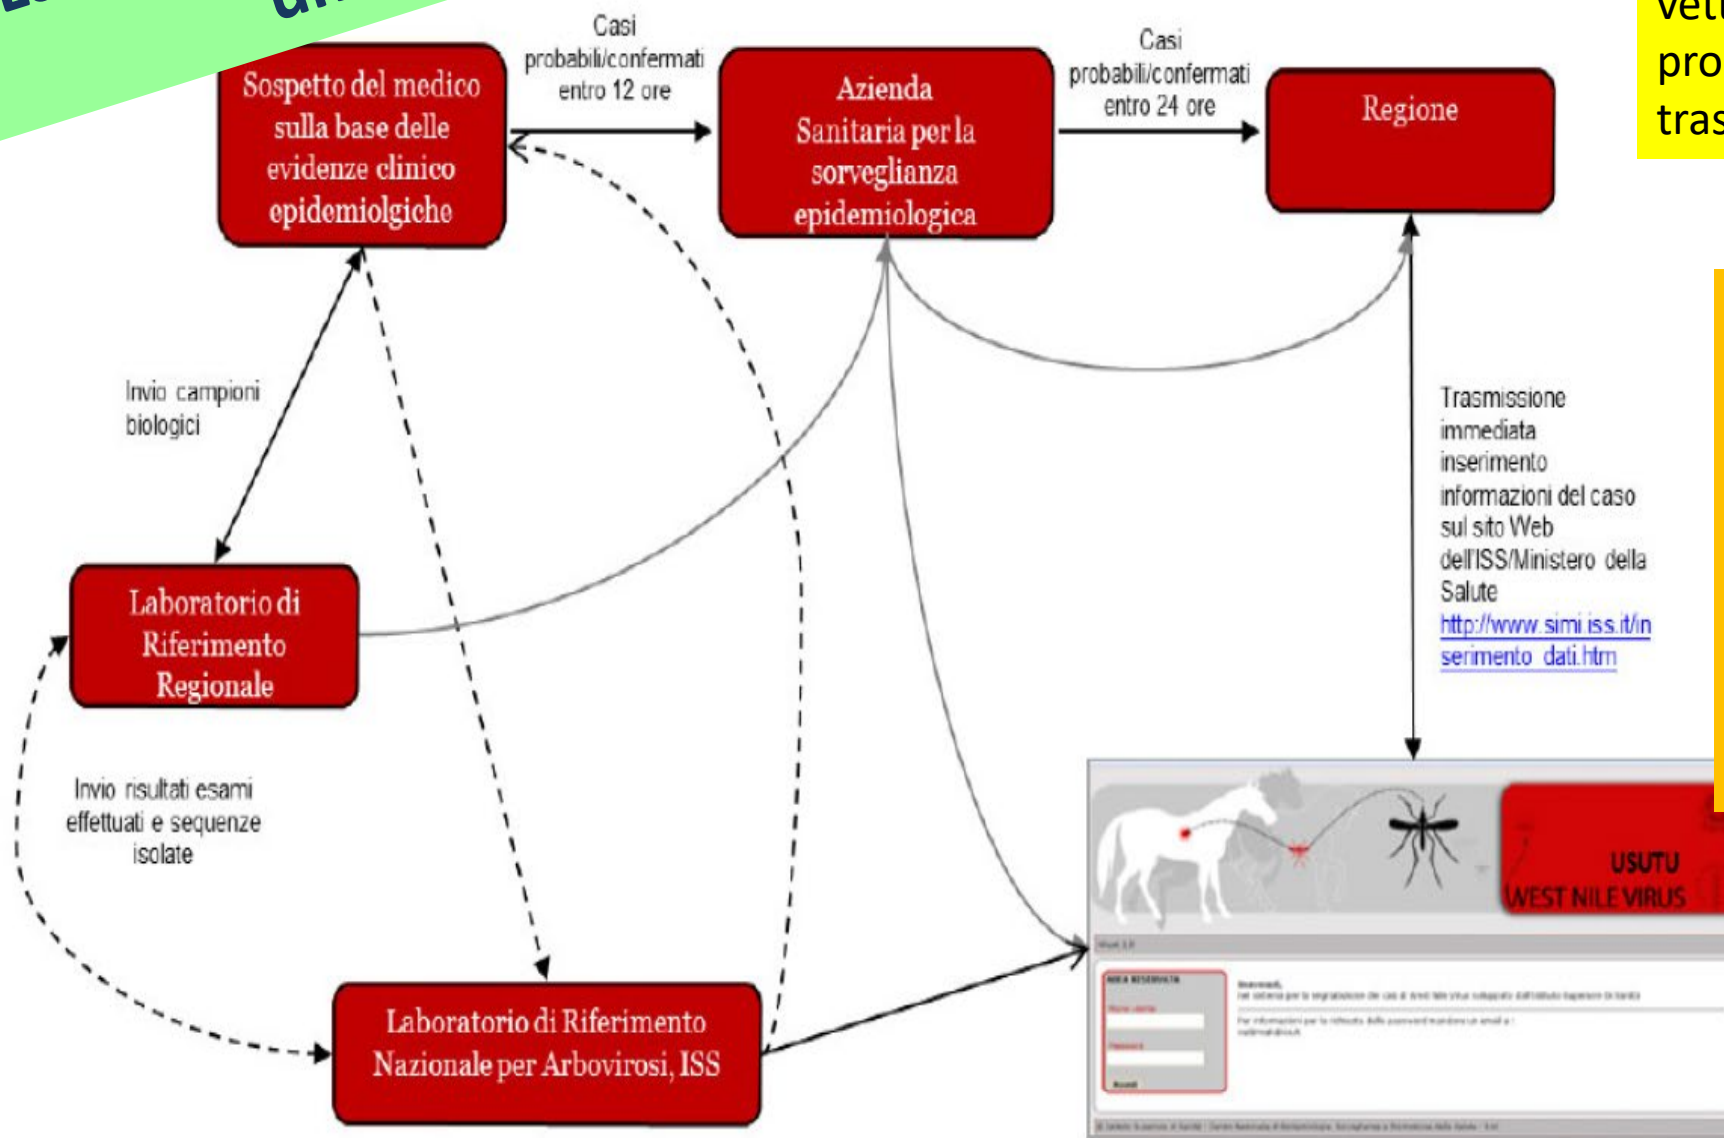 vett
pro
tras
Casi
probabili/confermati
entro 12 ore
Casi
probabili/confermati
entro 24 ore
Sospetto del medico
sulla base delle
evidenze clinico
epidemiolgiche
Azienda
Sanitaria per la
sorveglianza
epidemiologica
Regione
Invio campioni
biologici
Trasmissione
immediata
inserimento
informazioni del caso
sul sito Web
dell'ISS/Ministero della
Salute
http://www.simi.iss.it/in
serimento_dati.htm
Laboratorio di
Riferimento
Regionale
Invio risultati esami
effettuati e sequenze
isolate
Laboratorio di Riferimento
Nazionale per Arbovirosi, ISS
USUTU
WEST NILE VIRUS
AREA RISERVATA
Password